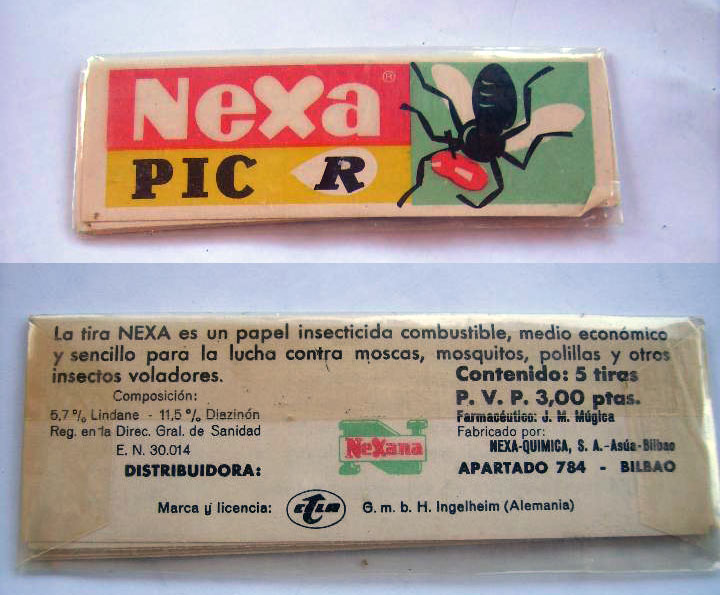 NeXa ®
PIC R
La tira NEXA es un papel insecticida combustible, medio económico
y sencillo para la lucha contra moscas, mosquitos, polillas y otros
insectos voladores.
Contenido: 5 tiras
Composición:
P. V. P. 3,00 ptas.
5,7 % Lindane - 11,5 % Diazinón
Farmacéutico: J. M. Múgica
Reg. en la Direc. Gral. de Sanidad
NeXana
Fabricado por:
E. N. 30.014
NEXA-QUIMICA, S. A.-Asúa-Bilbao
DISTRIBUIDORA:
APARTADO 784 - BILBAO
Marca y licencia: G. m. b. H. Ingelheim (Alemania)